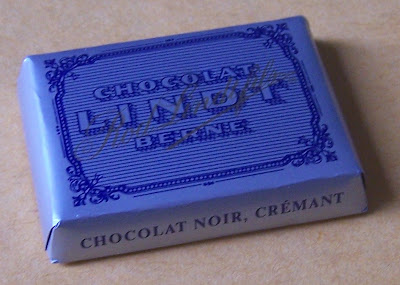 CHOCOLAT
LINDT
BERNE
CHOCOLAT NOIR, CRÉMANT